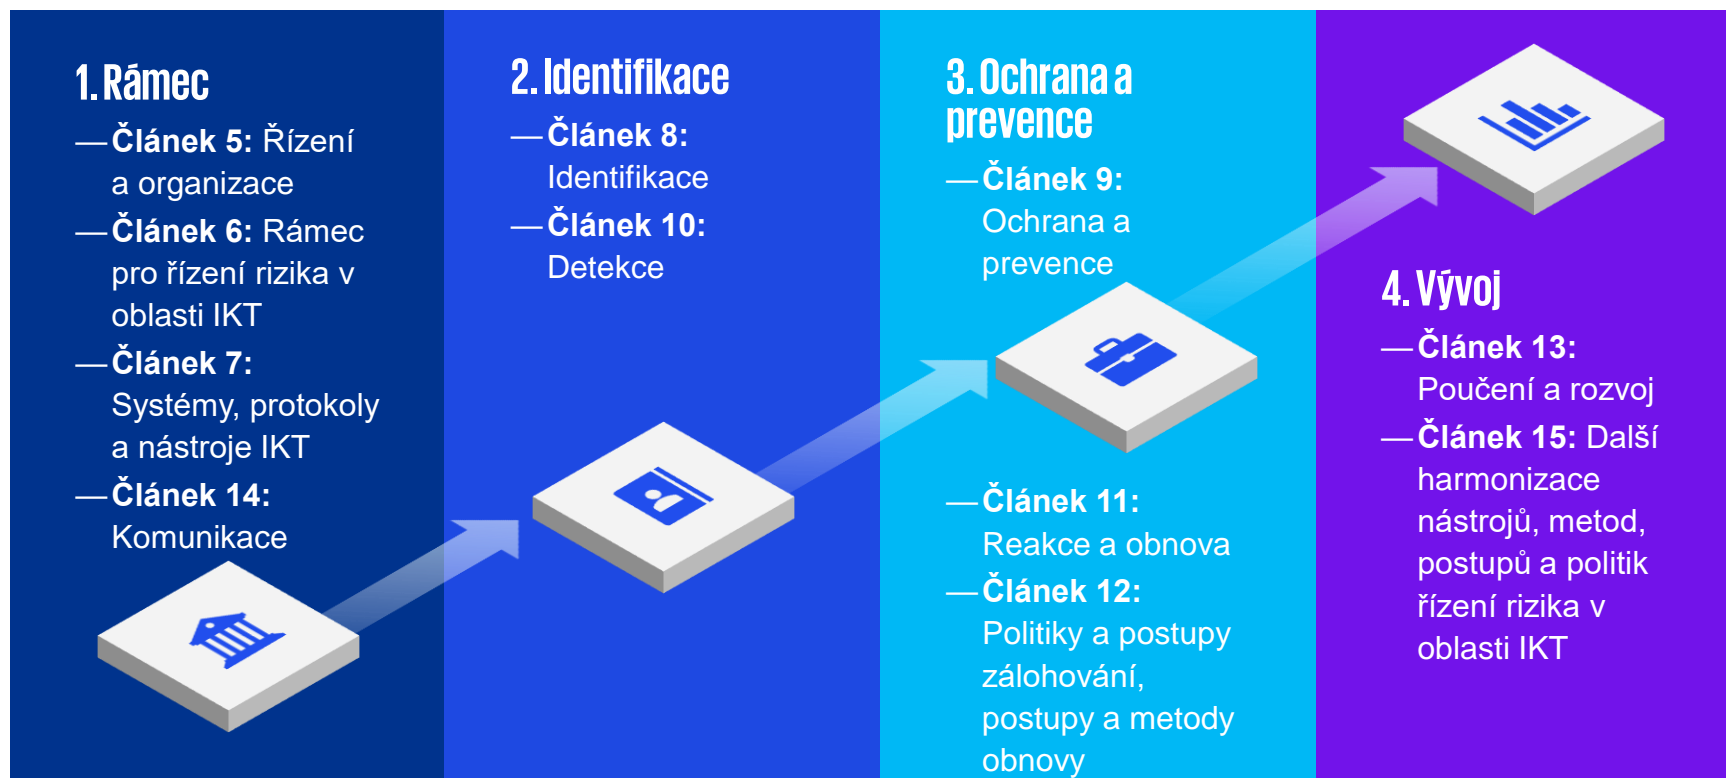 1. Rámec
— Článek 5: Řízení
a organizace
— Článek 6: Rámec
pro řízení rizika v
oblasti IKT
— Článek 7:
Systémy, protokoly
a nástroje IKT
— Článek 14:
Komunikace
2. Identifikace
— Článek 8:
Identifikace
— Článek 10:
Detekce
3. Ochrana a
prevence
— Článek 9:
Ochrana a
prevence
— Článek 11:
Reakce a obnova
— Článek 12:
Politiky a postupy
zálohování,
postupy a metody
obnovy
4. Vývoj
— Článek 13:
Poučení a rozvoj
— Článek 15: Další
harmonizace
nástrojů, metod,
postupů a politik
řízení rizika v
oblasti IKT